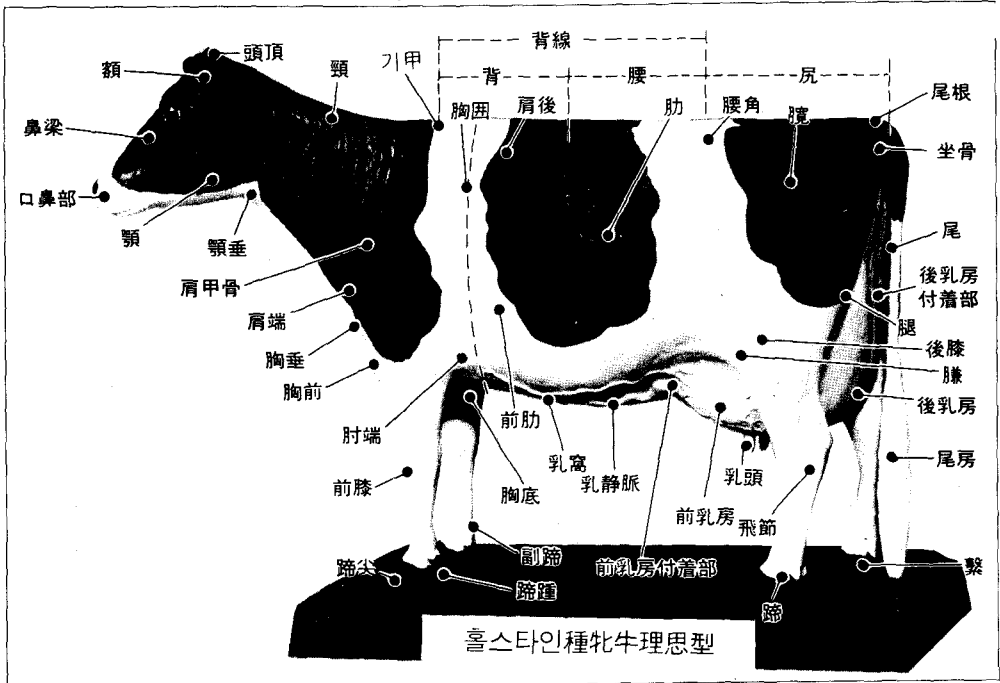 背線
頭頂
頸
기甲
額
背
腰
尻
胸囲
肩後
肋
腰角
臗
尾根
鼻梁
坐骨
口鼻部
顎
顎垂
尾
肩甲骨
後乳房
付着部
肩端
腿
胸垂
後膝
胸前
膁
前肋
後乳房
肘端
乳窩
乳静脈
乳頭
尾房
前膝
胸底
前乳房
飛節
副蹄
前乳房付着部
繋
蹄尖
蹄踵
蹄
홀스타인種牝牛理思型